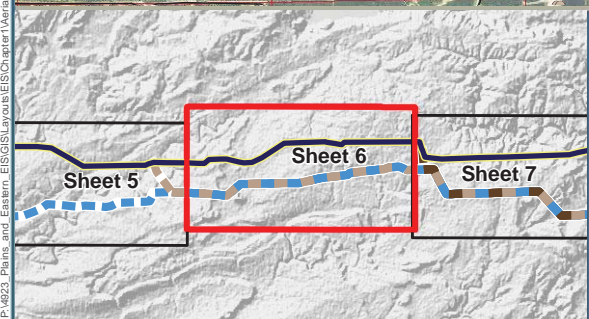 P:\4923_Plains_and_Eastern_EIS\GIS\Layouts\EIS\Chapter1\Aeria
Sheet 5
Sheet 6
Sheet 7